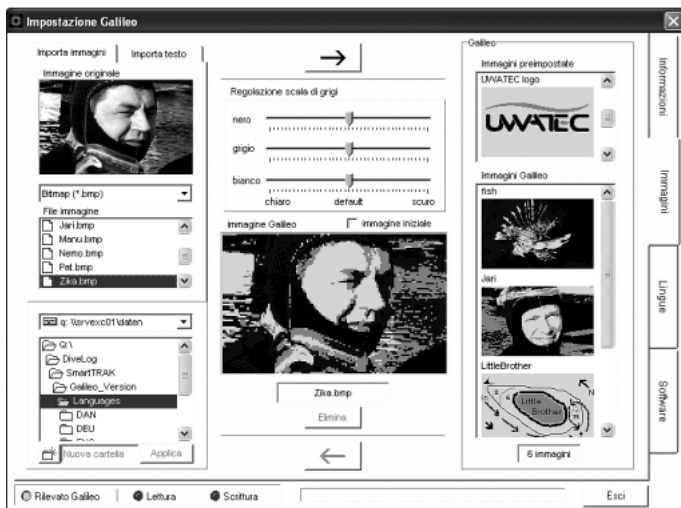 Impostazione Galileo
Importa immagini
Importa testo
Immagine originale
Bitmap (*.bmp)
File immagine
Jari.bmp
Manu.bmp
Nemo.bmp
Pat.bmp
Zika.bmp
q: \\srvexc01\daten
Q:\
DiveLog
SmartTRAK
Galileo_Version
Languages
DAN
DEU
Nuova cartella
Applica
Regolazione scala di grigi
nero
grigio
bianco
chiaro default scuro
immagine Galileo
immagine iniziale
Zika.bmp
Elimina
Galileo
Immagini preimpostate
UWATEC logo
UWATEC
Immagini Galileo
fish
Jari
LittleBrother
Little
Brother
N
6 immagini
Informazioni
Immagini
Lingue
Software
Rilevato Galileo
Lettura
Scrittura
Esci